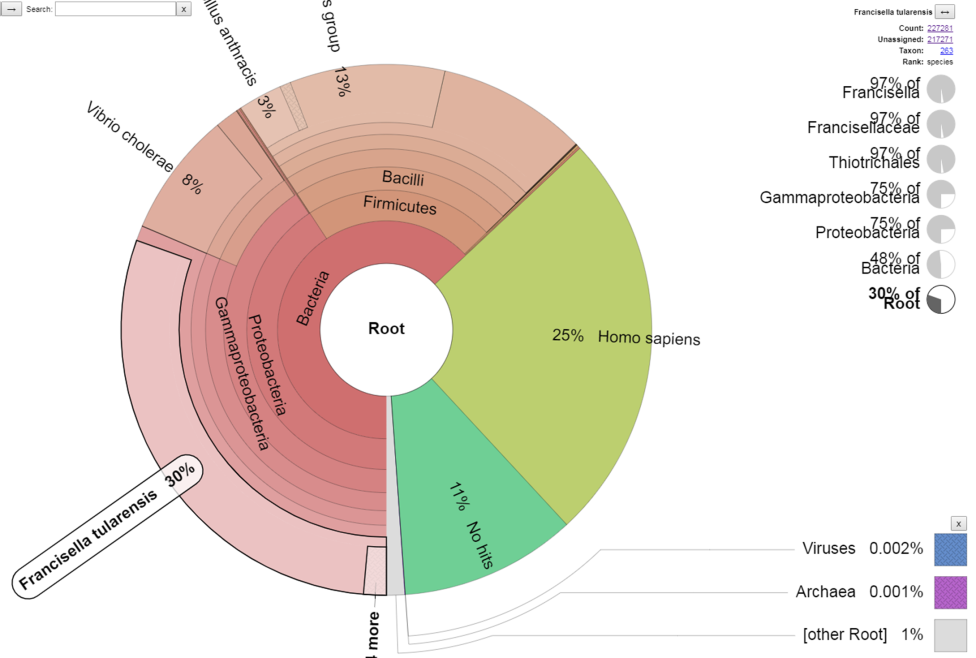 → Search: x
Francisella tularensis ↔
Count: 227281
Unassigned: 217271
Taxon: 263
Rank: species
97% of
Francisella
97% of
Francisellaceae
97% of
Thiotrichales
75% of
Gammaproteobacteria
75% of
Proteobacteria
48% of
Bacteria
30% of
Root
anthracis 3%
s group 13%
Vibrio cholerae 8%
Bacilli
Firmicutes
Bacteria
Proteobacteria
Gammaproteobacteria
Root
25% Homo sapiens
11% No hits
Francisella tularensis 30%
more
x
Viruses 0.002%
Archaea 0.001%
[other Root] 1%